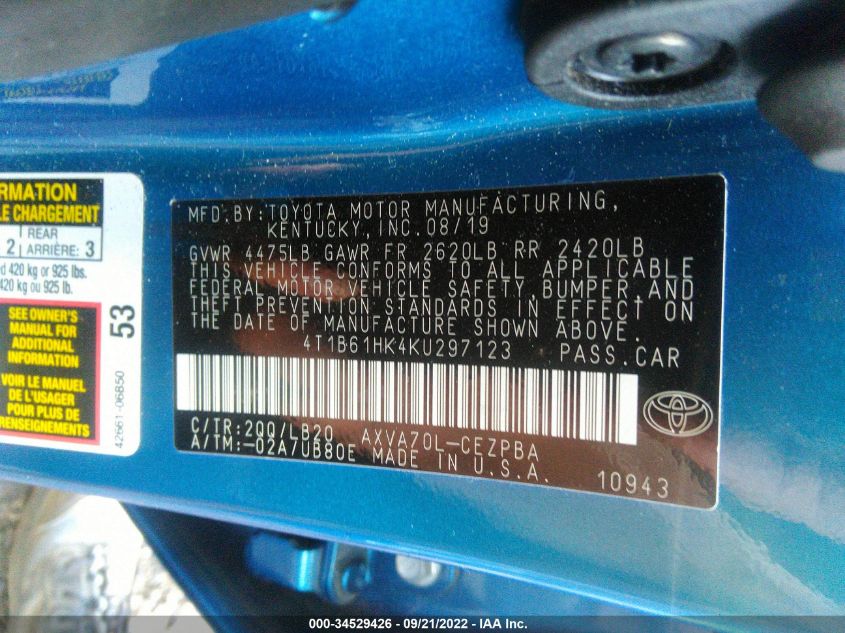 RMATION
LE CHARGEMENT
2 REAR
ARRIÈRE: 3
d 420 kg or 925 lbs.
420 kg ou 925 lb.
SEE OWNER'S
MANUAL FOR
ADDITIONAL
INFORMATION
VOIR LE MANUEL
DE L'USAGER
POUR PLUS DE
RENSEIGNEMENTS
53
42661-06850
MFD.BY:TOYOTA MOTOR MANUFACTURING,
KENTUCKY, INC. 08/19
GVWR 4475LB GAWR FR 2620LB RR 2420LB
THIS VEHICLE CONFORMS TO ALL APPLICABLE
FEDERAL MOTOR VEHICLE SAFETY, BUMPER, AND
THEFT PREVENTION STANDARDS IN EFFECT ON
THE DATE OF MANUFACTURE SHOWN ABOVE.
4T1B61HK4KU297123 PASS.CAR
C/TR:2QQ/LB20 AXVA70L-CEZPBA
A/TM:-02A/UB80E MADE IN U.S.A.
10943
000-34529426 - 09/21/2022 - IAA Inc.